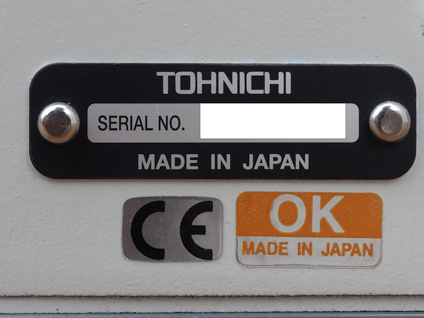 TOHNICHI
SERIAL NO.
MADE IN JAPAN
CE
OK
MADE IN JAPAN